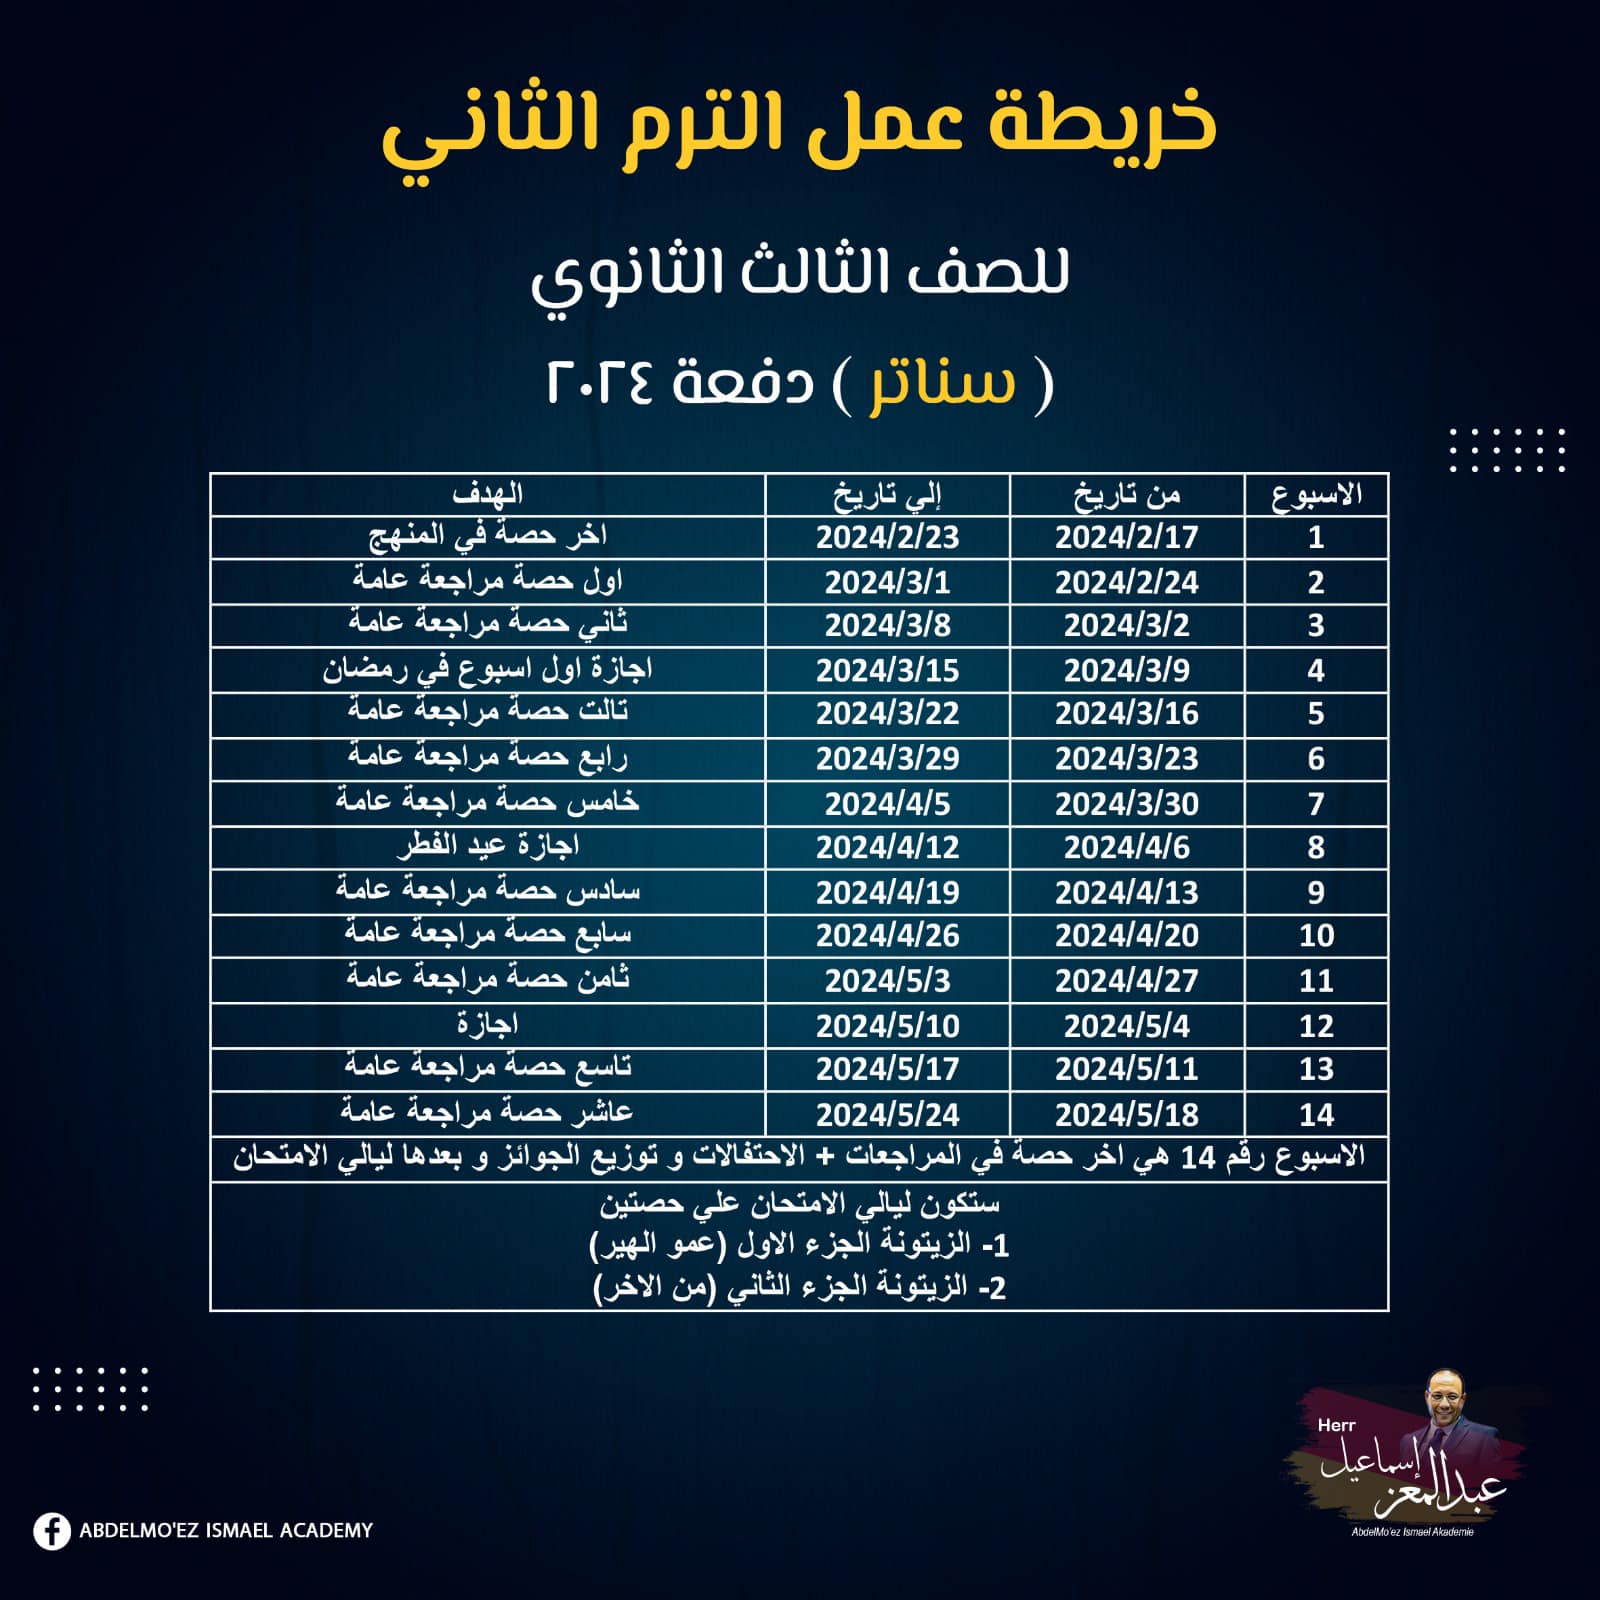 خريطة عمل الترم الثاني
للصف الثالث الثانوي
( سناتر ) دفعة ٢٠٢٤
الاسبوع من تاريخ إلي تاريخ الهدف
1 2024/2/17 2024/2/23 اخر حصة في المنهج
2 2024/2/24 2024/3/1 اول حصة مراجعة عامة
3 2024/3/2 2024/3/8 ثاني حصة مراجعة عامة
4 2024/3/9 2024/3/15 اجازة اول اسبوع في رمضان
5 2024/3/16 2024/3/22 تالت حصة مراجعة عامة
6 2024/3/23 2024/3/29 رابع حصة مراجعة عامة
7 2024/3/30 2024/4/5 خامس حصة مراجعة عامة
8 2024/4/6 2024/4/12 اجازة عيد الفطر
9 2024/4/13 2024/4/19 سادس حصة مراجعة عامة
10 2024/4/20 2024/4/26 سابع حصة مراجعة عامة
11 2024/4/27 2024/5/3 ثامن حصة مراجعة عامة
12 2024/5/4 2024/5/10 اجازة
13 2024/5/11 2024/5/17 تاسع حصة مراجعة عامة
14 2024/5/18 2024/5/24 عاشر حصة مراجعة عامة
الاسبوع رقم 14 هي اخر حصة في المراجعات + الاحتفالات و توزيع الجوائز و بعدها ليالي الامتحان
ستكون ليالي الامتحان علي حصتين
1- الزيتونة الجزء الاول (عمو الهير)
2- الزيتونة الجزء الثاني (من الاخر)
Herr
إسماعيل
عبدالمعز
AbdelMo'ez Ismael Akademie
ABDELMO'EZ ISMAEL ACADEMY